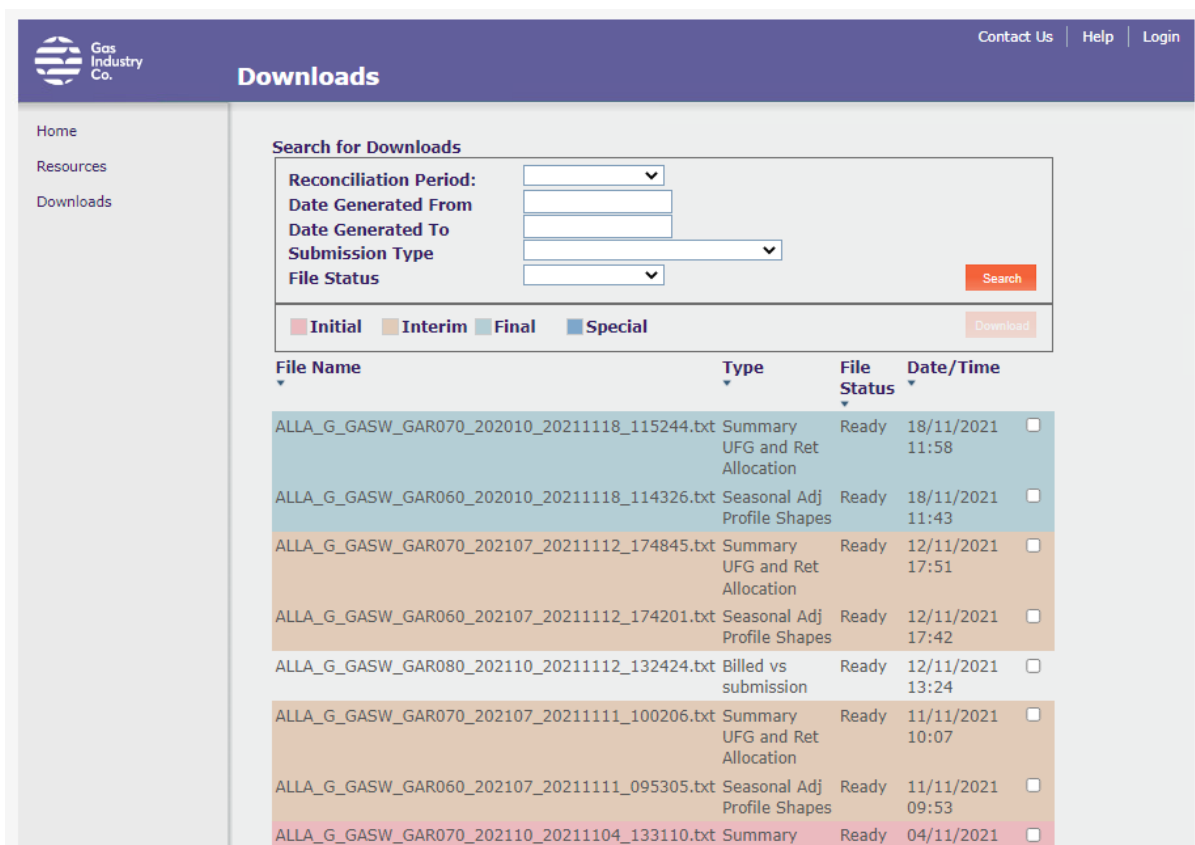 Contact Us | Help | Login
Gas
Industry
Co.
Downloads
Home
Resources
Downloads
Search for Downloads
Reconciliation Period:
Date Generated From
Date Generated To
Submission Type
File Status
Search
Initial Interim Final Special
Download
File Name Type File Status Date/Time
ALLA_G_GASW_GAR070_202010_20211118_115244.txt Summary Ready 18/11/2021
UFG and Ret 11:58
Allocation
ALLA_G_GASW_GAR060_202010_20211118_114326.txt Seasonal Adj Ready 18/11/2021
Profile Shapes 11:43
ALLA_G_GASW_GAR070_202107_20211112_174845.txt Summary Ready 12/11/2021
UFG and Ret 17:51
Allocation
ALLA_G_GASW_GAR060_202107_20211112_174201.txt Seasonal Adj Ready 12/11/2021
Profile Shapes 17:42
ALLA_G_GASW_GAR080_202110_20211112_132424.txt Billed vs Ready 12/11/2021
submission 13:24
ALLA_G_GASW_GAR070_202107_20211111_100206.txt Summary Ready 11/11/2021
UFG and Ret 10:07
Allocation
ALLA_G_GASW_GAR060_202107_20211111_095305.txt Seasonal Adj Ready 11/11/2021
Profile Shapes 09:53
ALLA_G_GASW_GAR070_202110_20211104_133110.txt Summary Ready 04/11/2021